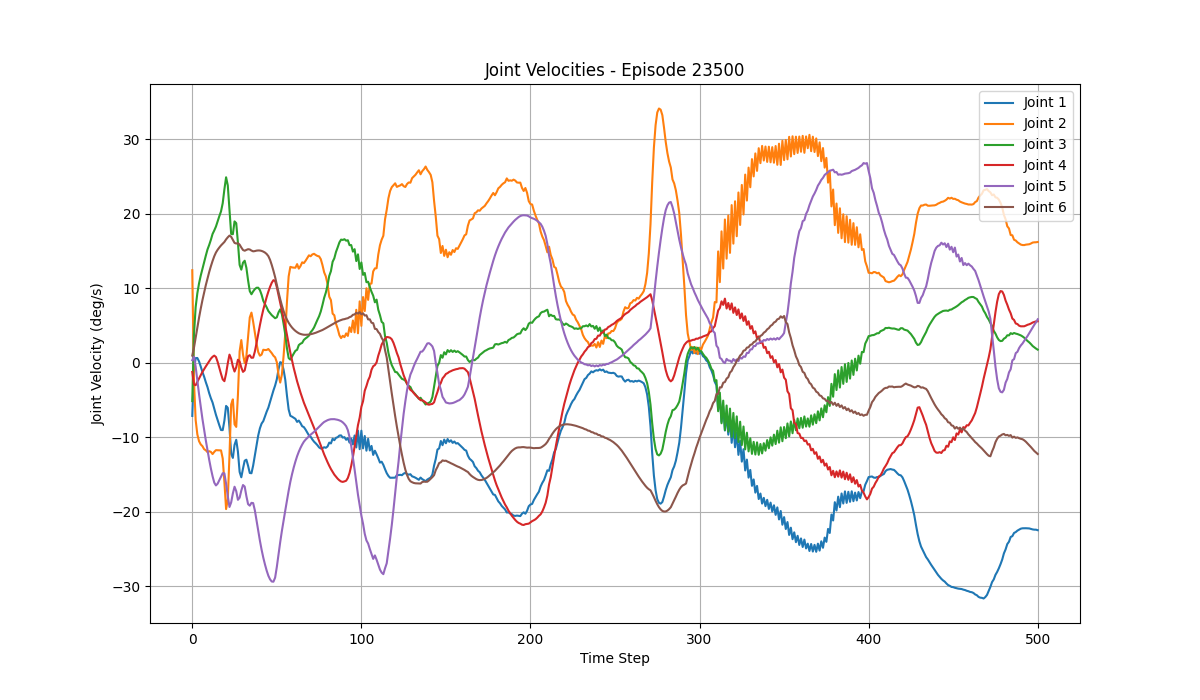 Joint Velocities - Episode 23500
Joint Velocity (deg/s)
30
20
10
0
−10
−20
−30
Joint 1
Joint 2
Joint 3
Joint 4
Joint 5
Joint 6
0
100
200
300
400
500
Time Step